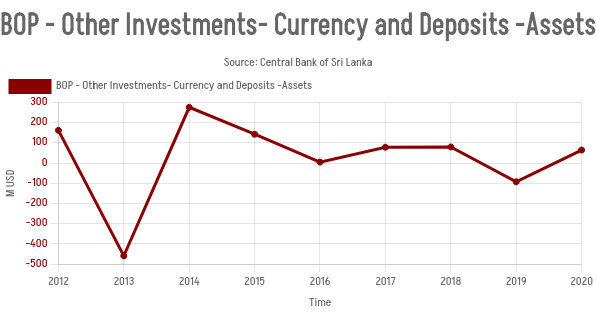 BOP - Other Investments- Currency and Deposits -Assets
Source: Central Bank of Sri Lanka
BOP - Other Investments- Currency and Deposits -Assets
300
200
100
0
-100
-200
-300
-400
-500
M USD
2012 2013 2014 2015 2016 2017 2018 2019 2020
Time